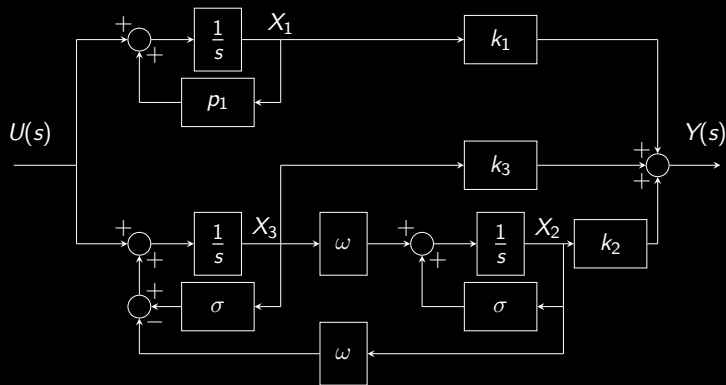 X₁
+
+
1/s
k₁
p₁
U(s)
Y(s)
+
+
k₃
+
+
1/s
X₃
ω
+
+
1/s
X₂
k₂
+
−
σ
σ
ω